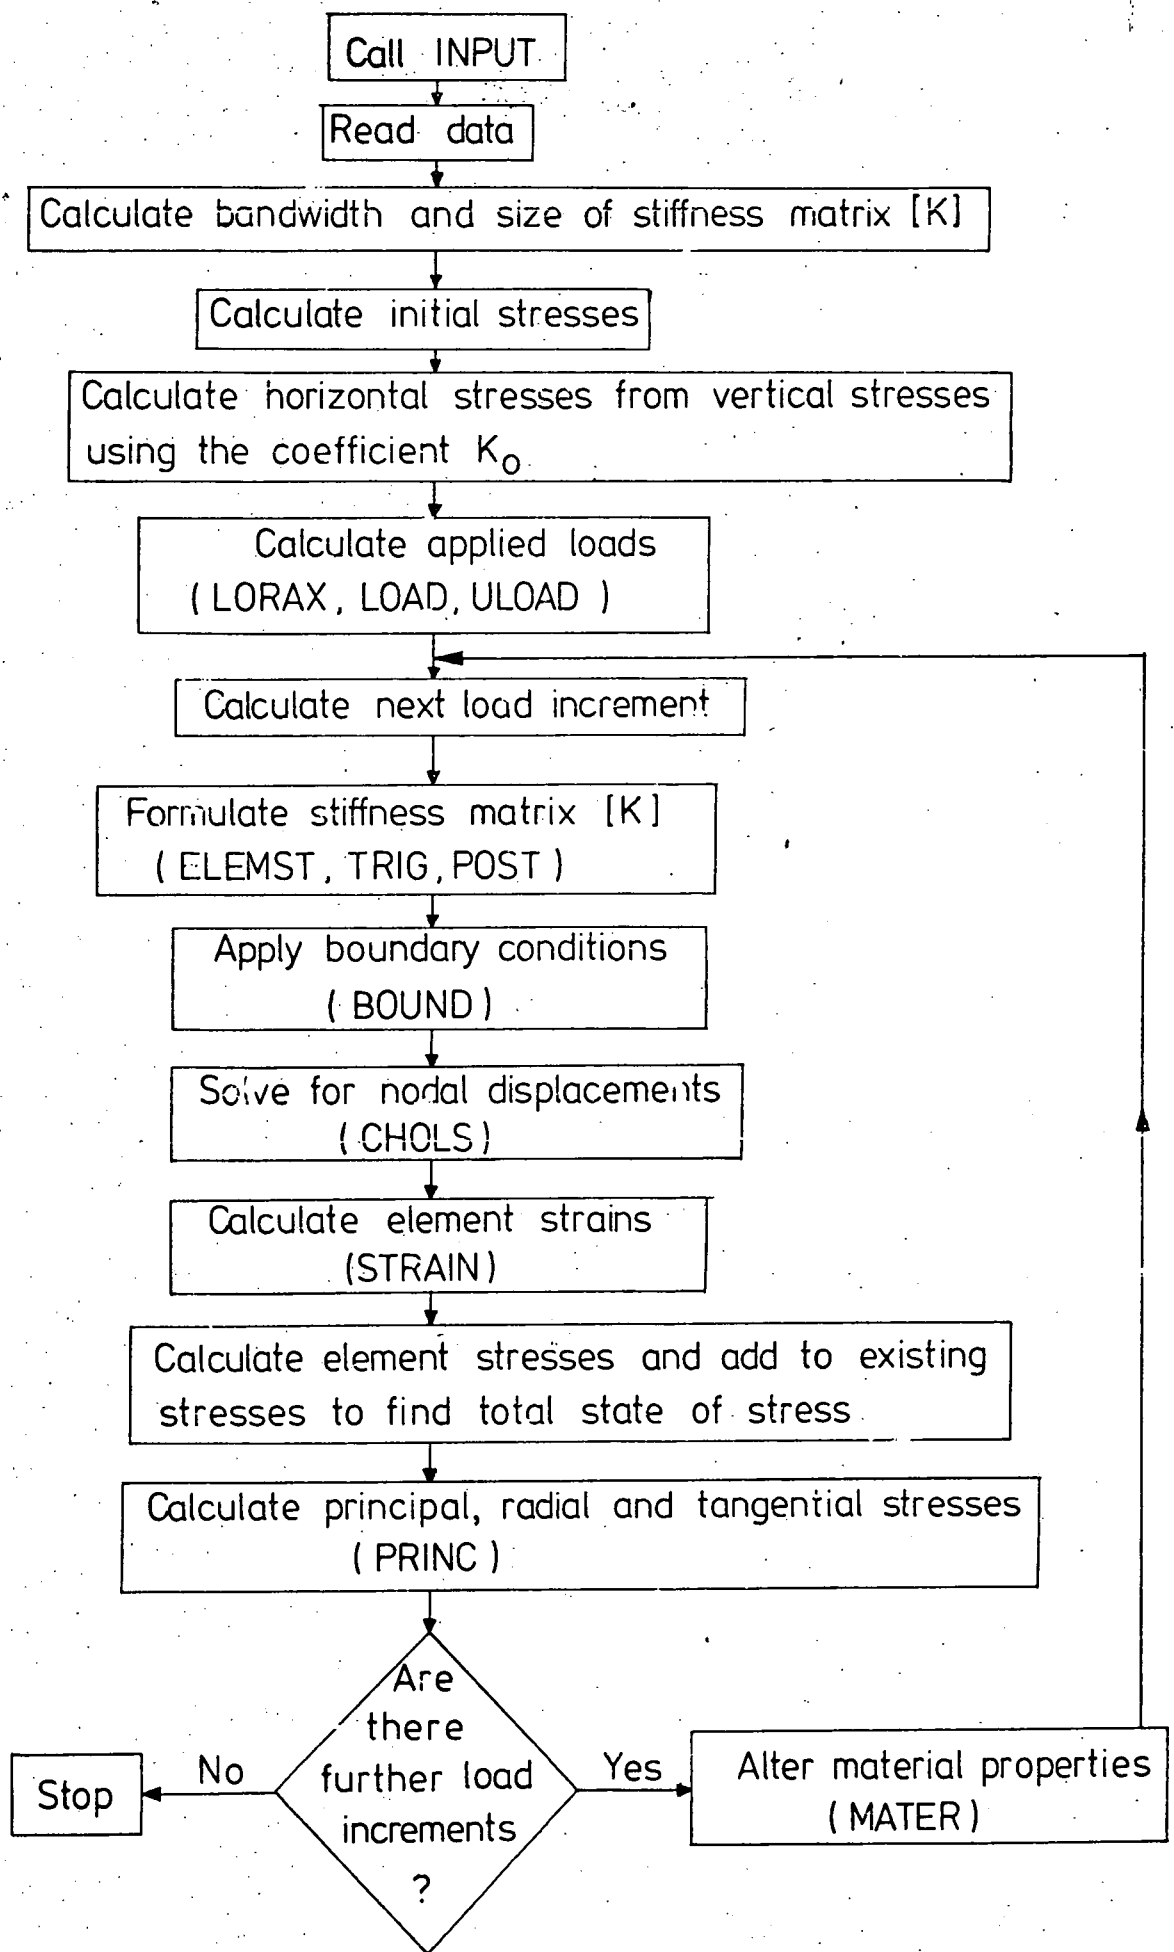 Call INPUT
Read data
Calculate bandwidth and size of stiffness matrix [K]
Calculate initial stresses
Calculate horizontal stresses from vertical stresses
using the coefficient K₀
Calculate applied loads
(LORAX, LOAD, ULOAD)
Calculate next load increment
Formulate stiffness matrix [K]
(ELEMST, TRIG, POST)
Apply boundary conditions
(BOUND)
Solve for nodal displacements
(CHOLS)
Calculate element strains
(STRAIN)
Calculate element stresses and add to existing
stresses to find total state of stress
Calculate principal, radial and tangential stresses
(PRINC)
Are
there
further load
increments
?
No
Stop
Yes
Alter material properties
(MATER)